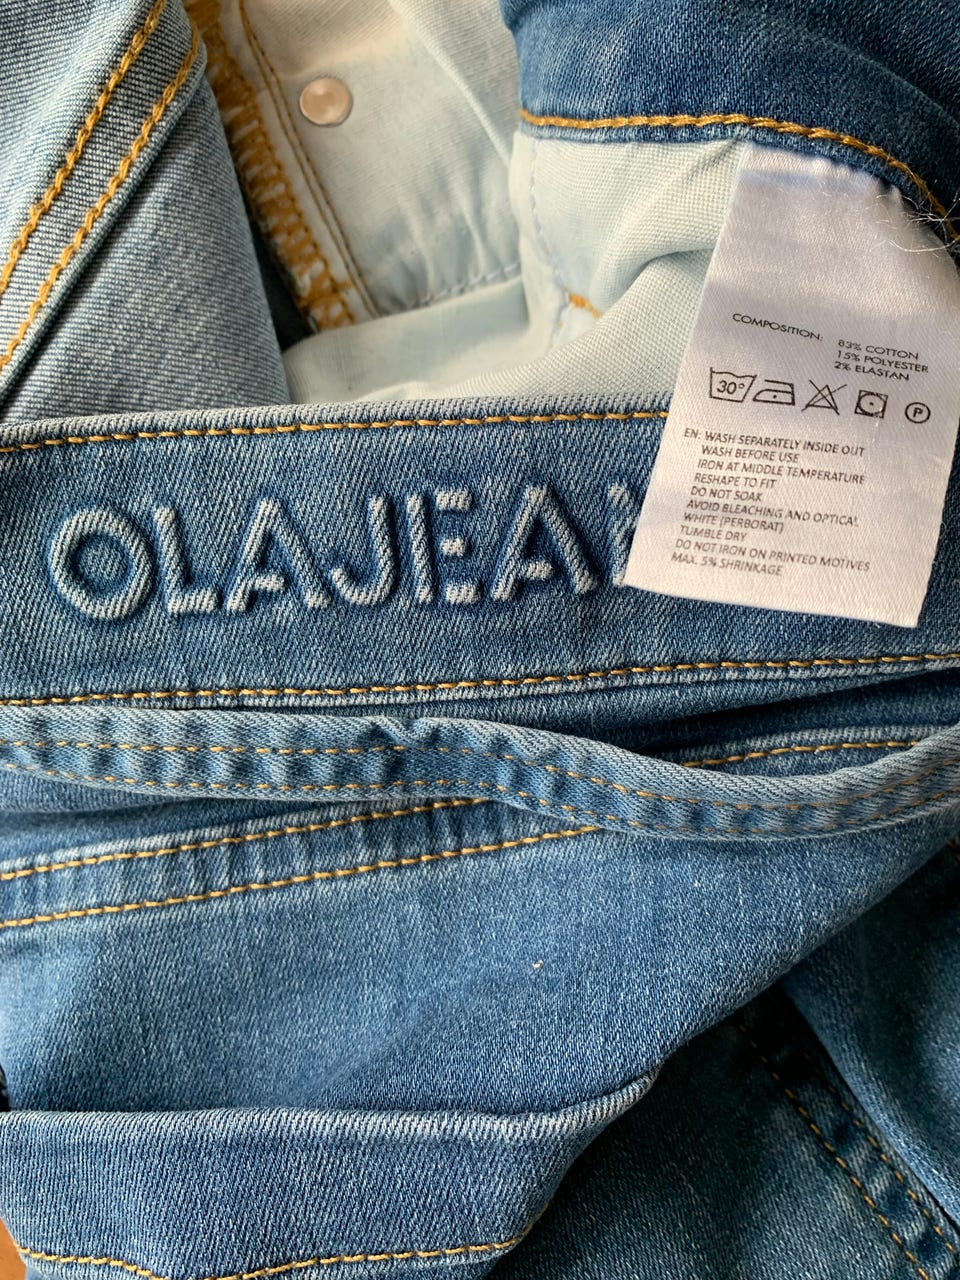 COMPOSITION: 83% COTTON
15% POLYESTER
2% ELASTAN
30° P
EN: WASH SEPARATELY INSIDE OUT
WASH BEFORE USE
IRON AT MIDDLE TEMPERATURE
RESHAPE TO FIT
DO NOT SOAK
AVOID BLEACHING AND OPTICAL
WHITE (PERBORAT)
TUMBLE DRY
DO NOT IRON ON PRINTED MOTIVES
MAX. 5% SHRINKAGE
OLAJEA